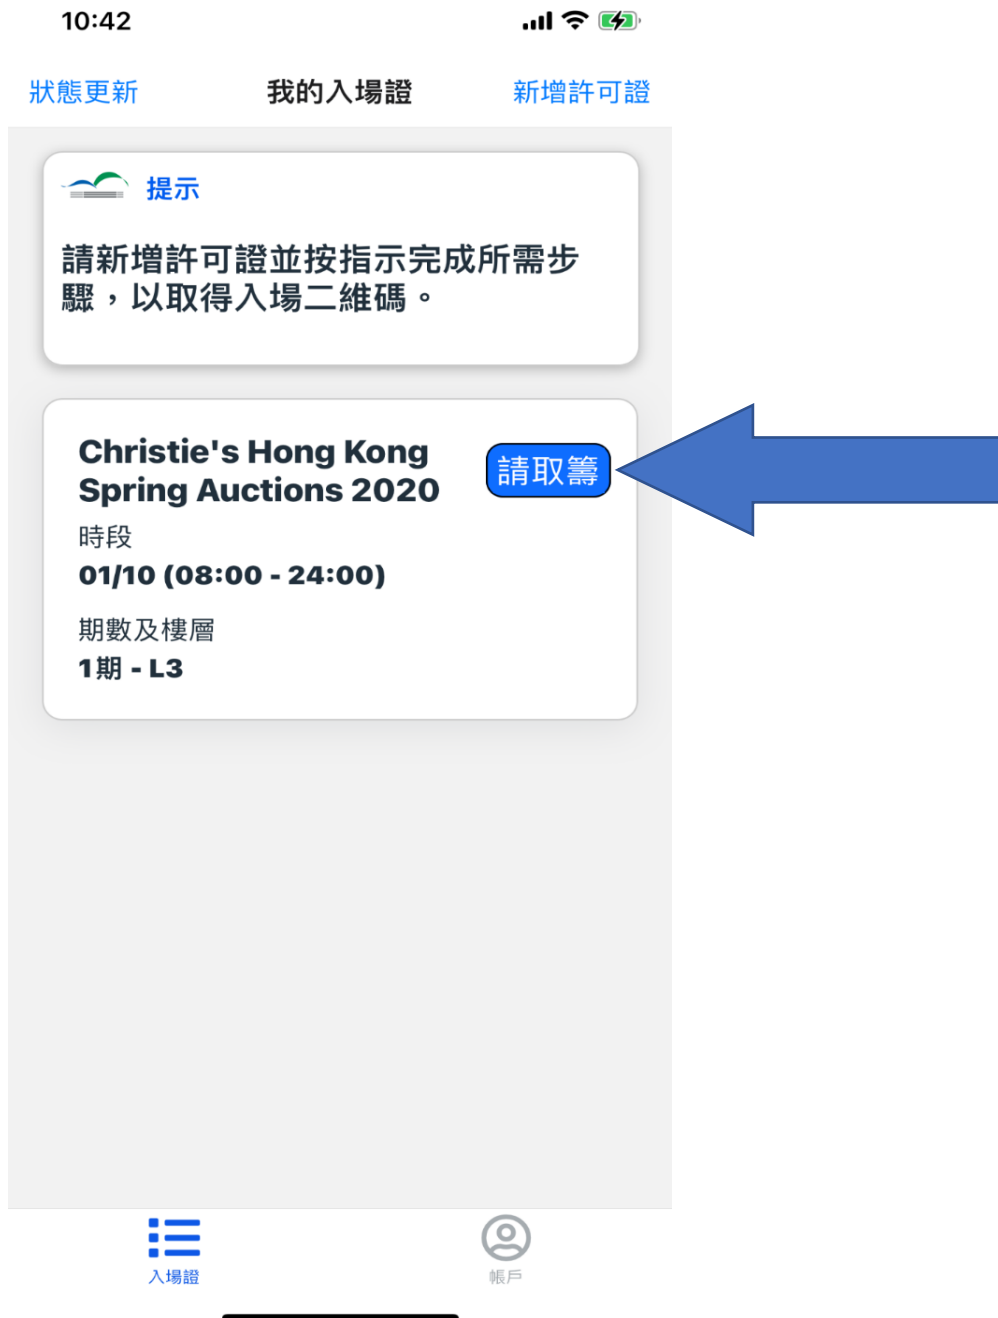 10:42
狀態更新 我的入場證 新增許可證
提示
請新增許可證並按指示完成所需步
驟，以取得入場二維碼。
Christie's Hong Kong
Spring Auctions 2020
請取籌
時段
01/10 (08:00 - 24:00)
期數及樓層
1期 - L3
入場證 帳戶